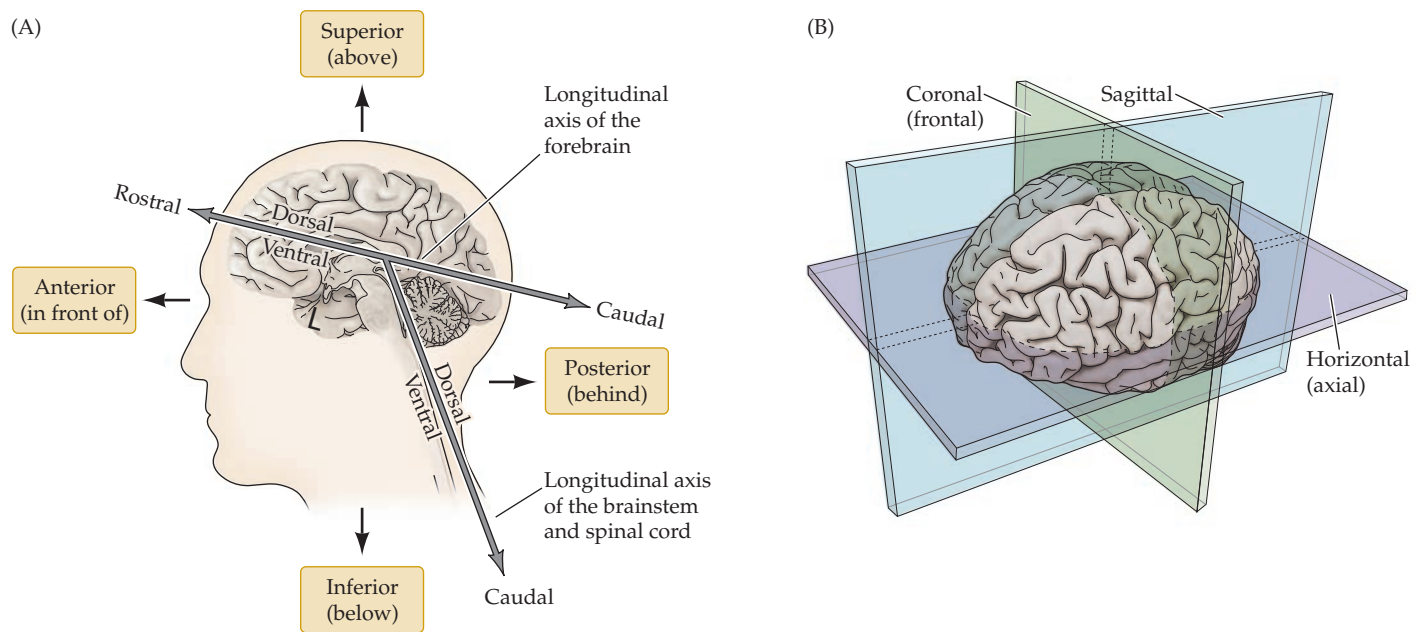 (A)
Superior
(above)
Longitudinal
axis of the
forebrain
Rostral
Dorsal
Ventral
Anterior
(in front of)
Caudal
L
Posterior
(behind)
Dorsal
Ventral
Longitudinal axis
of the brainstem
and spinal cord
Inferior
(below)
Caudal
(B)
Coronal
(frontal)
Sagittal
Horizontal
(axial)